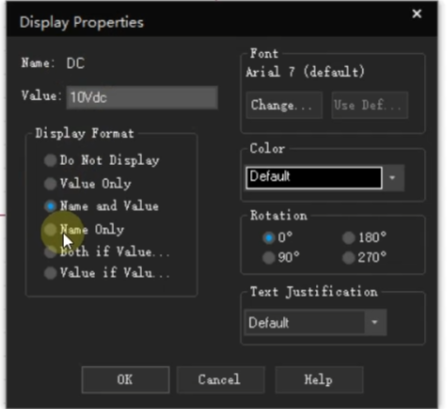 Display Properties
×
Name: DC
Value: 10Vdc
Display Format
Do Not Display
Value Only
Name and Value
Name Only
Both if Value...
Value if Valu...
Font
Arial 7 (default)
Change... Use Def...
Color
Default
Rotation
0° 180°
90° 270°
Text Justification
Default
OK Cancel Help